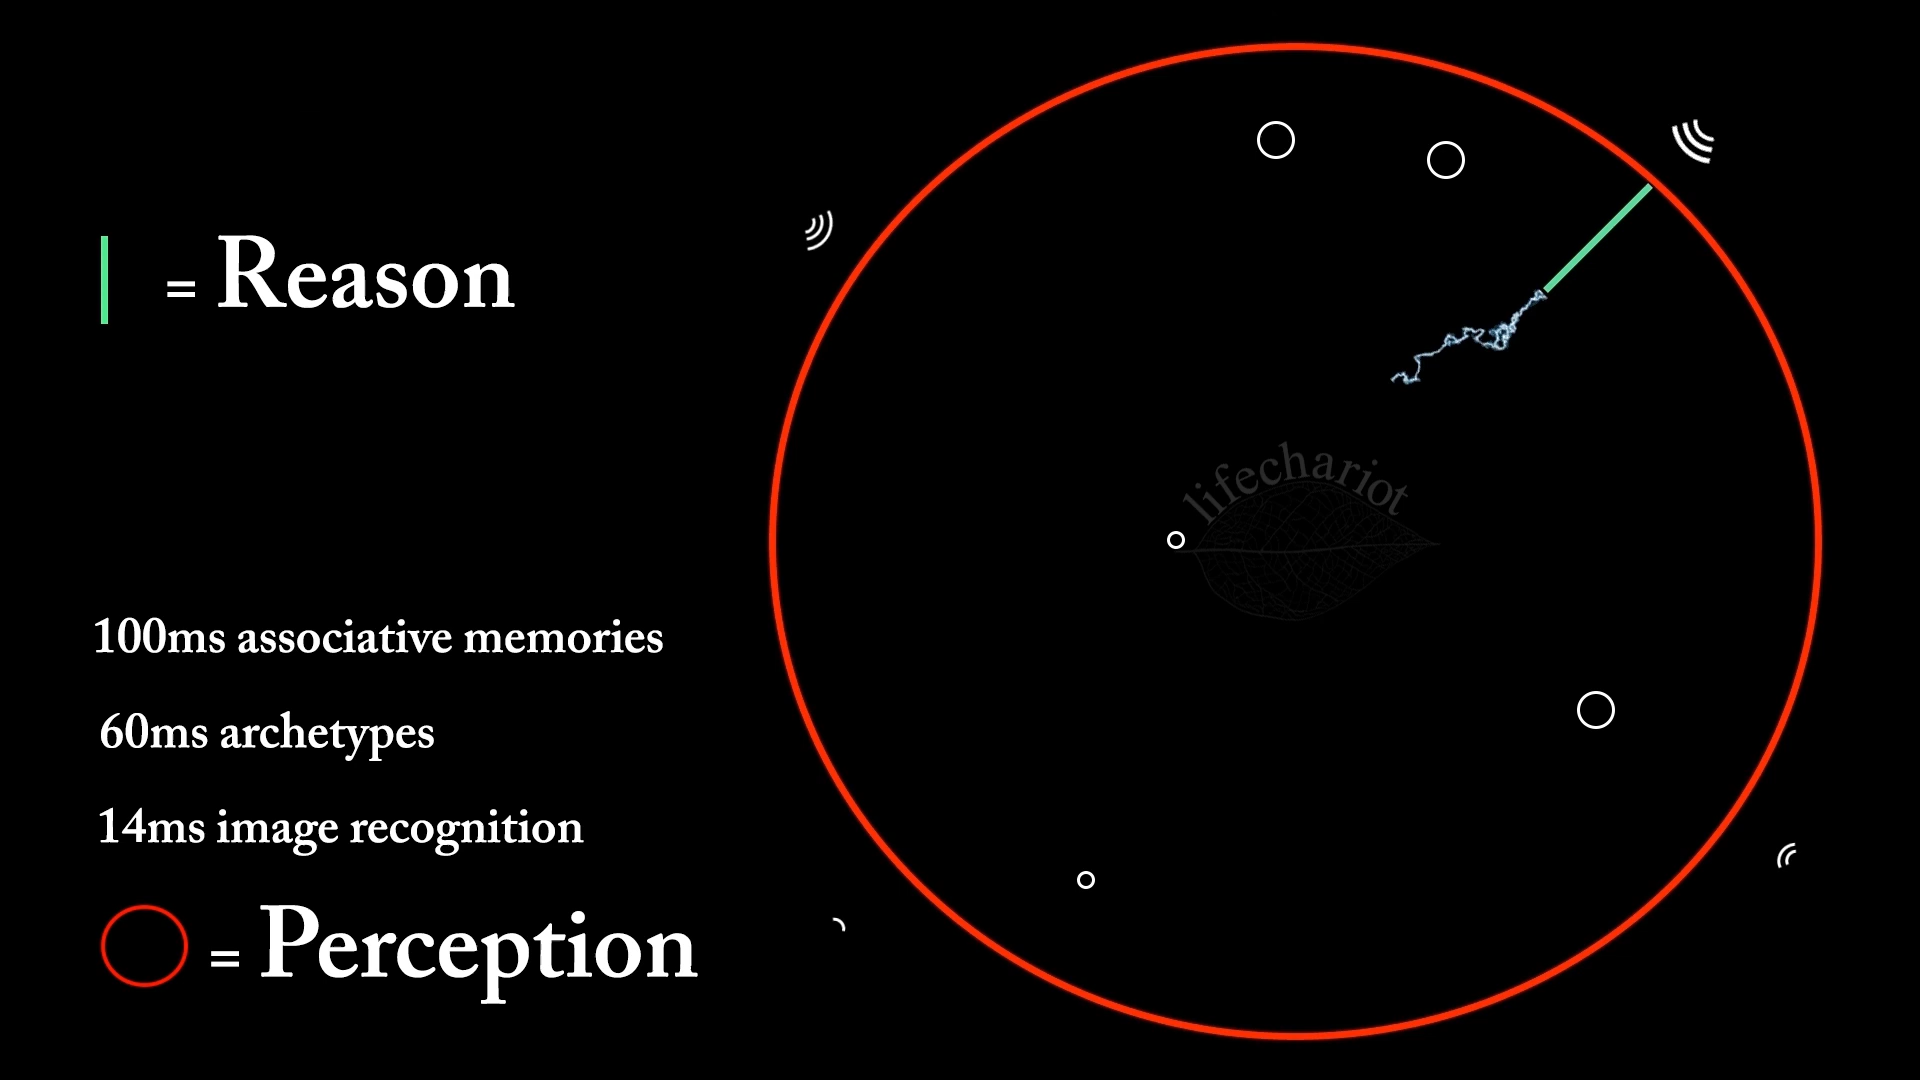 = Reason
100ms associative memories
60ms archetypes
14ms image recognition
= Perception
lifechariot